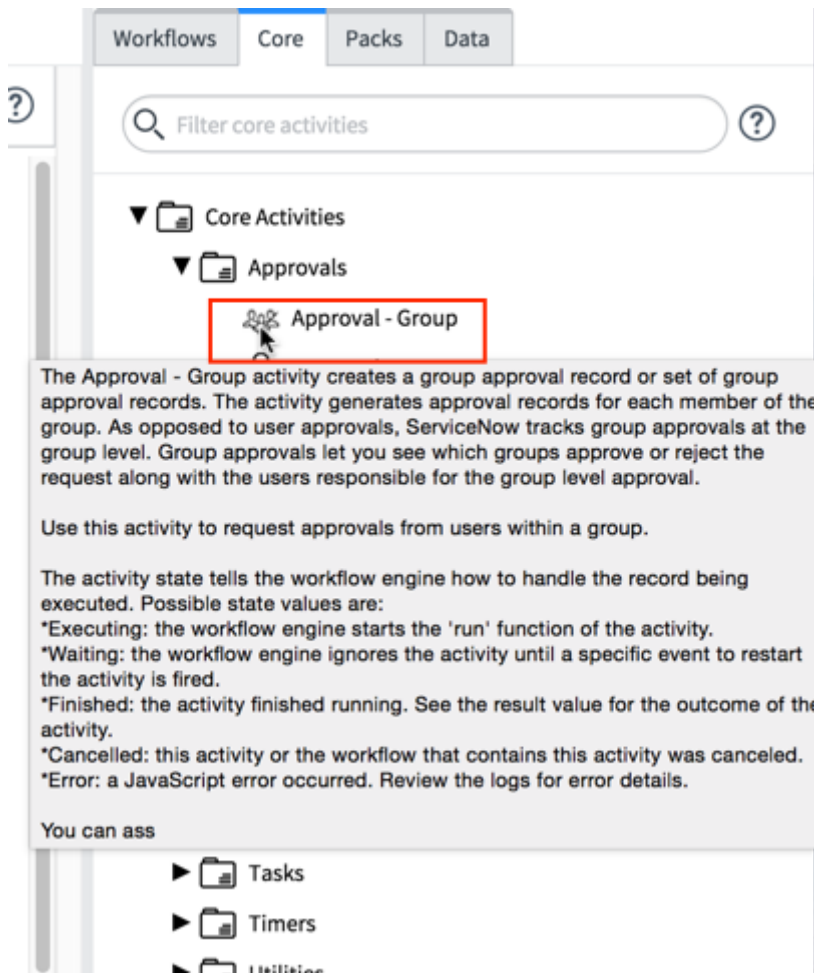 Workflows Core Packs Data
?
Filter core activities ?
Core Activities
Approvals
Approval - Group
The Approval - Group activity creates a group approval record or set of group
approval records. The activity generates approval records for each member of the
group. As opposed to user approvals, ServiceNow tracks group approvals at the
group level. Group approvals let you see which groups approve or reject the
request along with the users responsible for the group level approval.
Use this activity to request approvals from users within a group.
The activity state tells the workflow engine how to handle the record being
executed. Possible state values are:
*Executing: the workflow engine starts the 'run' function of the activity.
*Waiting: the workflow engine ignores the activity until a specific event to restart
the activity is fired.
*Finished: the activity finished running. See the result value for the outcome of the
activity.
*Cancelled: this activity or the workflow that contains this activity was canceled.
*Error: a JavaScript error occurred. Review the logs for error details.
You can ass
Tasks
Timers
Utilities